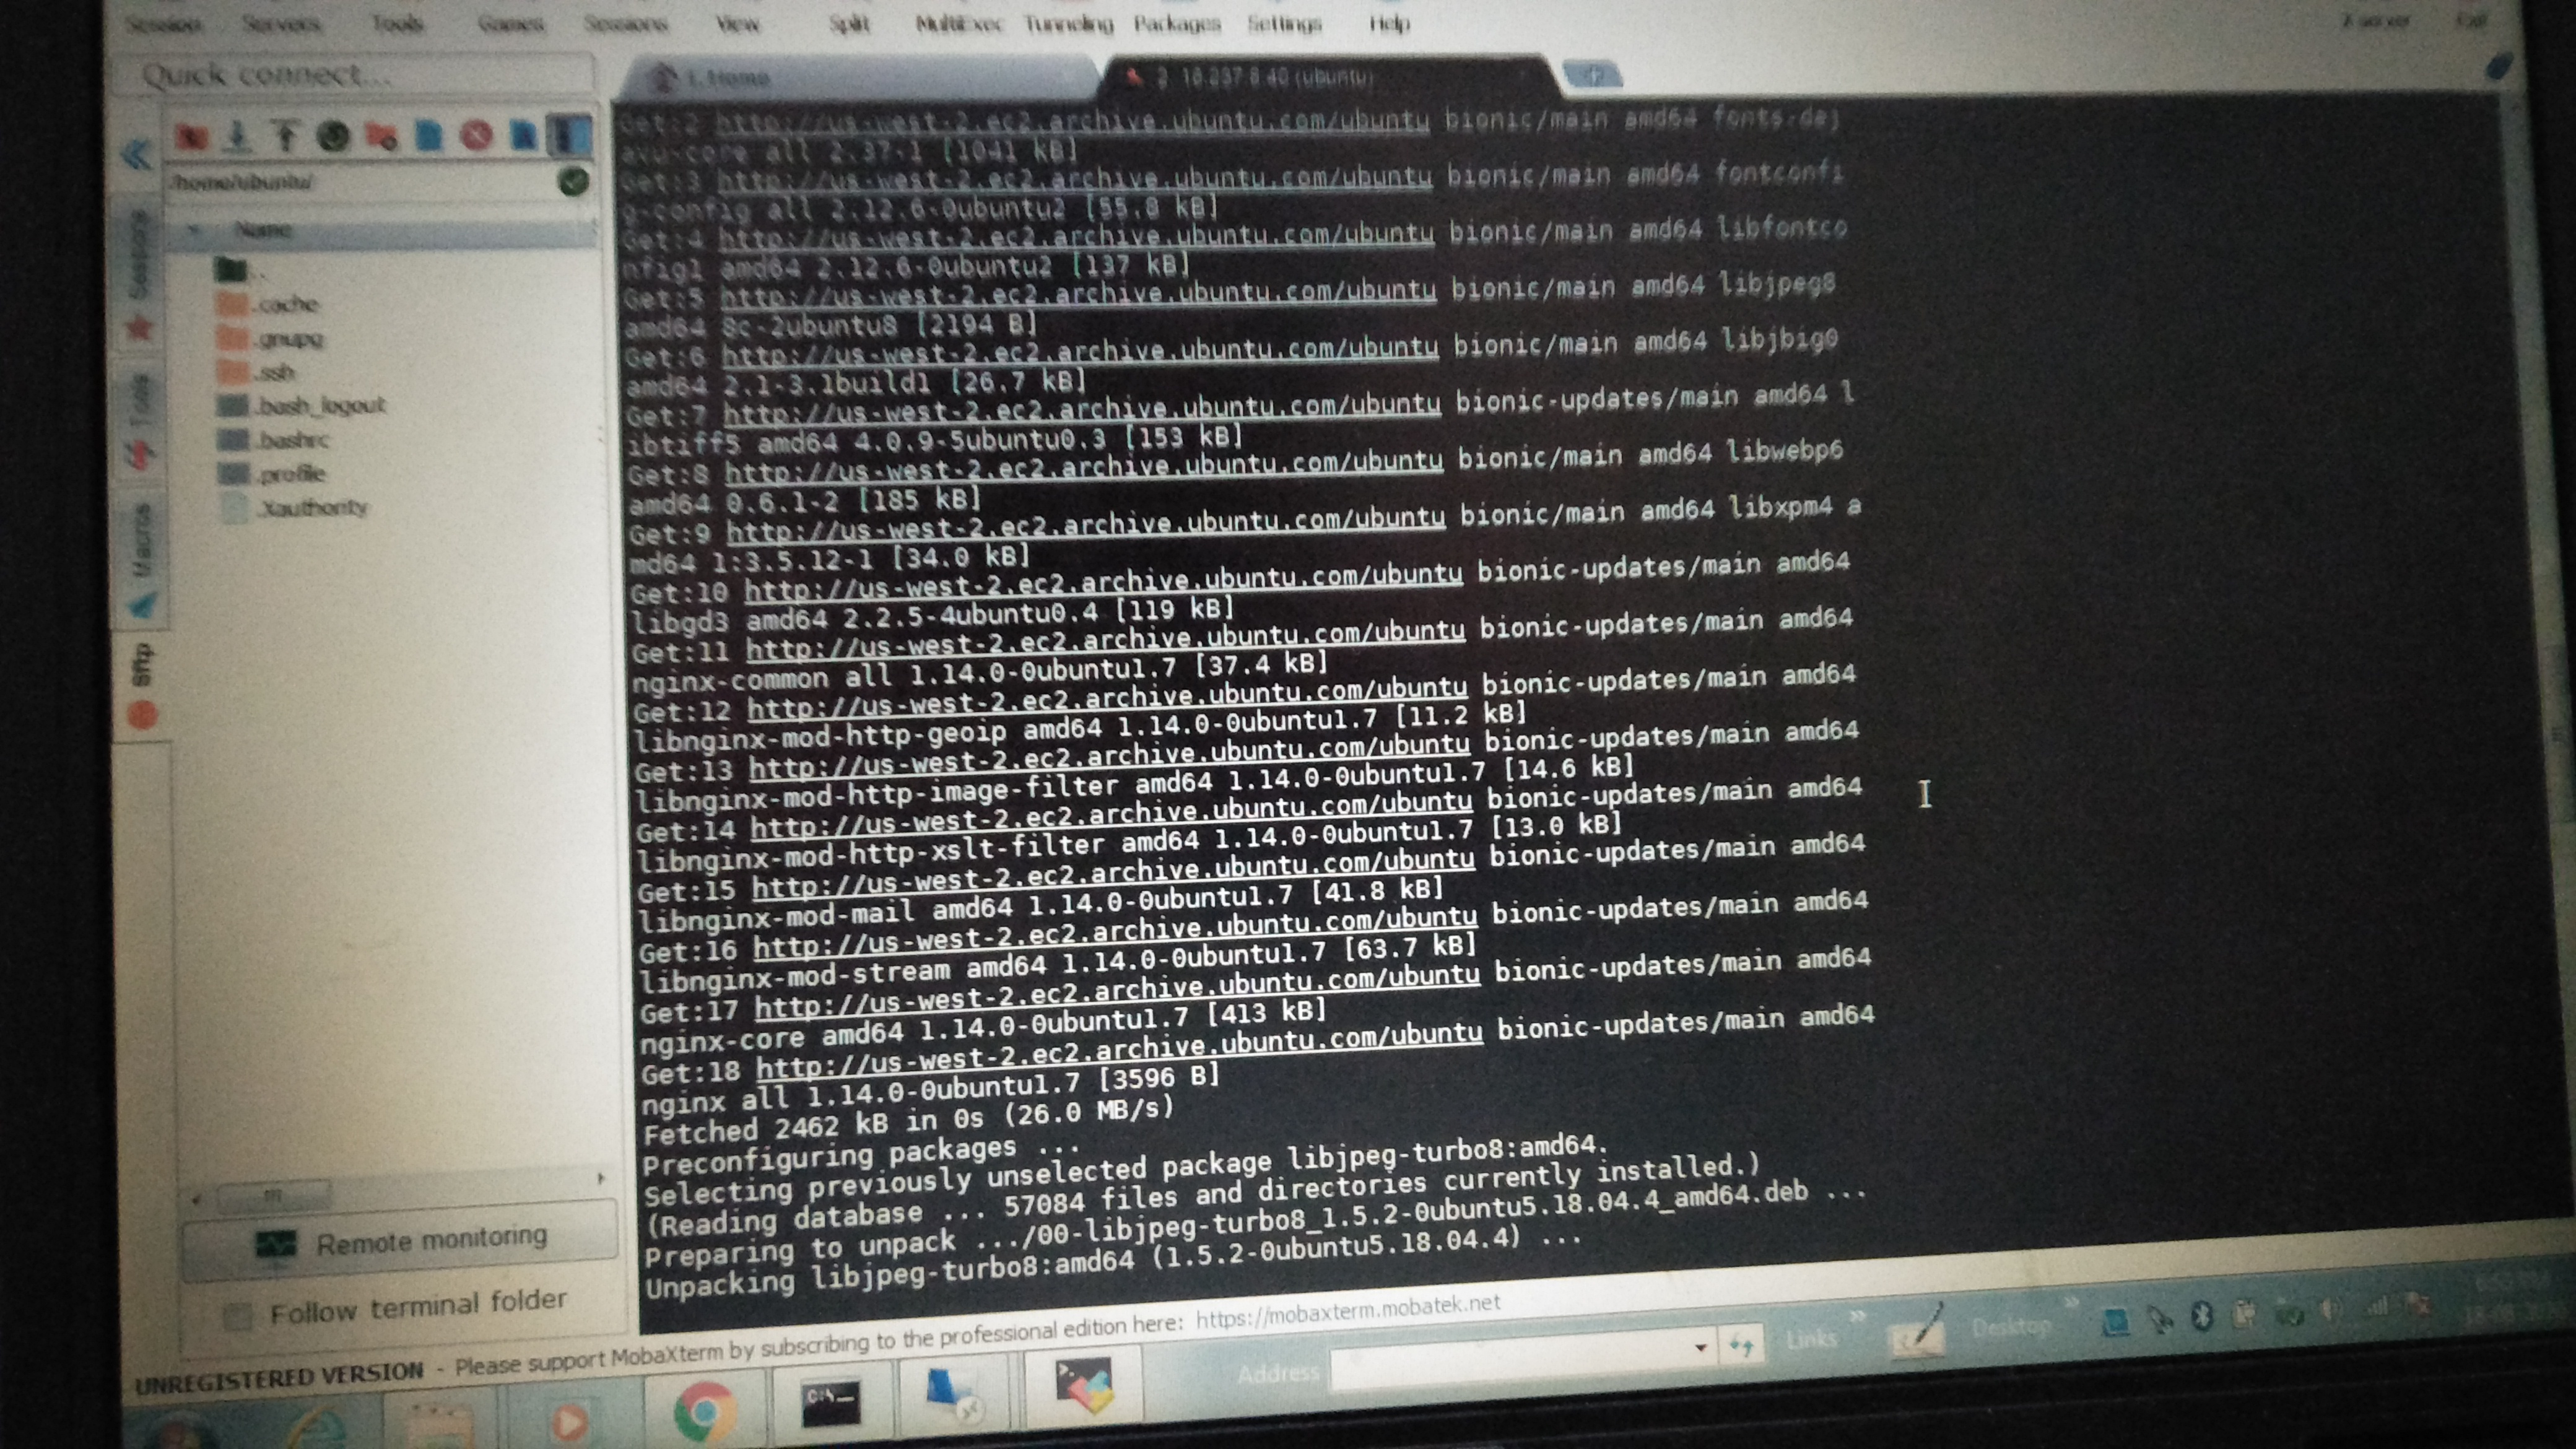 Session Servers Tools Games Sessions View Split MultiExec Tunneling Packages Settings Help X server Exit
Quick connect...
1. Home
2. 10.237.8.40 (ubuntu)
/home/ubuntu/
Name
..
.cache
.gnupg
.ssh
.bash_logout
.bashrc
.profile
.Xauthority
Sessions
Tools
Macros
Sftp
Remote monitoring
Follow terminal folder
Get:2 http://us-west-2.ec2.archive.ubuntu.com/ubuntu bionic/main amd64 fonts-dej
avu-core all 2.37-1 [1041 kB]
Get:3 http://us-west-2.ec2.archive.ubuntu.com/ubuntu bionic/main amd64 fontconfi
g-config all 2.12.6-0ubuntu2 [55.8 kB]
Get:4 http://us-west-2.ec2.archive.ubuntu.com/ubuntu bionic/main amd64 libfontco
nfig1 amd64 2.12.6-0ubuntu2 [137 kB]
Get:5 http://us-west-2.ec2.archive.ubuntu.com/ubuntu bionic/main amd64 libjpeg8
amd64 8c-2ubuntu8 [2194 B]
Get:6 http://us-west-2.ec2.archive.ubuntu.com/ubuntu bionic/main amd64 libjbig0
amd64 2.1-3.1build1 [26.7 kB]
Get:7 http://us-west-2.ec2.archive.ubuntu.com/ubuntu bionic-updates/main amd64 l
ibtiff5 amd64 4.0.9-5ubuntu0.3 [153 kB]
Get:8 http://us-west-2.ec2.archive.ubuntu.com/ubuntu bionic/main amd64 libwebp6
amd64 0.6.1-2 [185 kB]
Get:9 http://us-west-2.ec2.archive.ubuntu.com/ubuntu bionic/main amd64 libxpm4 a
md64 1:3.5.12-1 [34.0 kB]
Get:10 http://us-west-2.ec2.archive.ubuntu.com/ubuntu bionic-updates/main amd64
libgd3 amd64 2.2.5-4ubuntu0.4 [119 kB]
Get:11 http://us-west-2.ec2.archive.ubuntu.com/ubuntu bionic-updates/main amd64
nginx-common all 1.14.0-0ubuntu1.7 [37.4 kB]
Get:12 http://us-west-2.ec2.archive.ubuntu.com/ubuntu bionic-updates/main amd64
libnginx-mod-http-geoip amd64 1.14.0-0ubuntu1.7 [11.2 kB]
Get:13 http://us-west-2.ec2.archive.ubuntu.com/ubuntu bionic-updates/main amd64
libnginx-mod-http-image-filter amd64 1.14.0-0ubuntu1.7 [14.6 kB]
Get:14 http://us-west-2.ec2.archive.ubuntu.com/ubuntu bionic-updates/main amd64
libnginx-mod-http-xslt-filter amd64 1.14.0-0ubuntu1.7 [13.0 kB]
Get:15 http://us-west-2.ec2.archive.ubuntu.com/ubuntu bionic-updates/main amd64
libnginx-mod-mail amd64 1.14.0-0ubuntu1.7 [41.8 kB]
Get:16 http://us-west-2.ec2.archive.ubuntu.com/ubuntu bionic-updates/main amd64
libnginx-mod-stream amd64 1.14.0-0ubuntu1.7 [63.7 kB]
Get:17 http://us-west-2.ec2.archive.ubuntu.com/ubuntu bionic-updates/main amd64
nginx-core amd64 1.14.0-0ubuntu1.7 [413 kB]
Get:18 http://us-west-2.ec2.archive.ubuntu.com/ubuntu bionic-updates/main amd64
nginx all 1.14.0-0ubuntu1.7 [3596 B]
Fetched 2462 kB in 0s (26.0 MB/s)
Preconfiguring packages ...
Selecting previously unselected package libjpeg-turbo8:amd64.
(Reading database ... 57084 files and directories currently installed.)
Preparing to unpack .../00-libjpeg-turbo8_1.5.2-0ubuntu5.18.04.4_amd64.deb ...
Unpacking libjpeg-turbo8:amd64 (1.5.2-0ubuntu5.18.04.4) ...
UNREGISTERED VERSION - Please support MobaXterm by subscribing to the professional edition here: https://mobaxterm.mobatek.net
Address
Links
Desktop